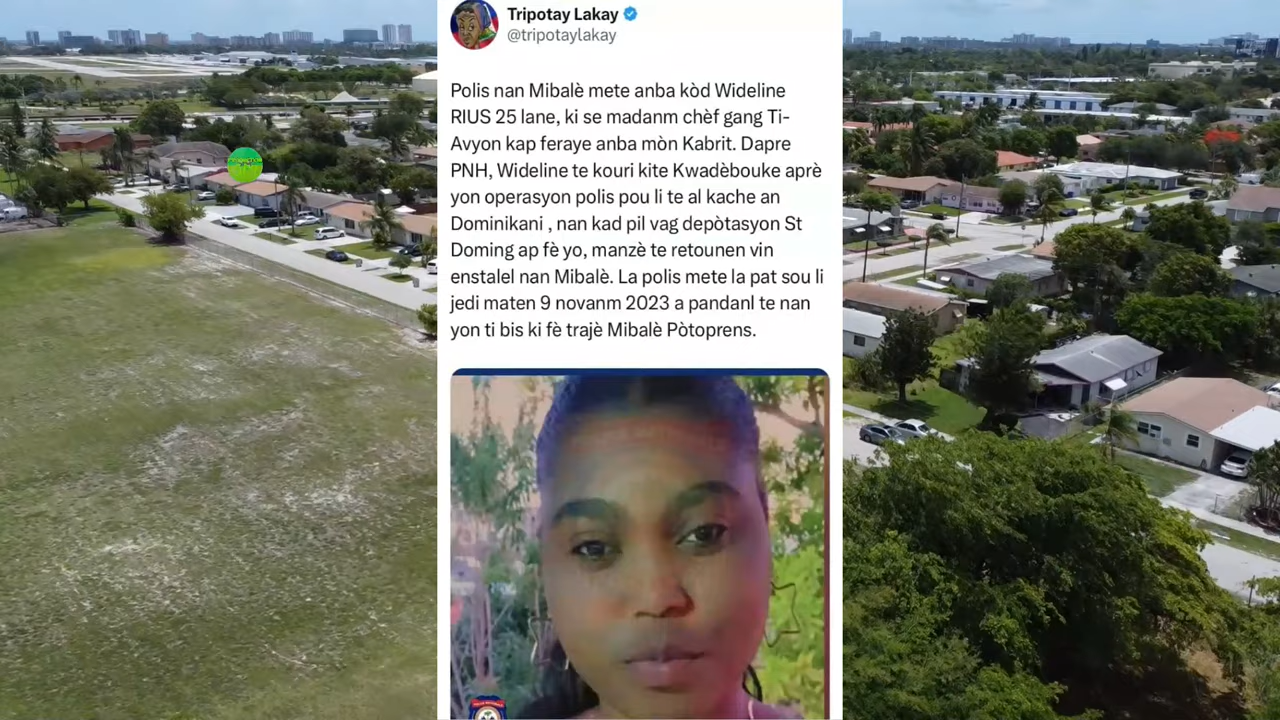 Tripotay Lakay
@tripotaylakay
Polis nan Mibalè mete anba kòd Wideline
RIUS 25 lane, ki se madanm chèf gang Ti-
Avyon kap feraye anba mòn Kabrit. Dapre
PNH, Wideline te kouri kite Kwadèbouke aprè
yon operasyon polis pou li te al kache an
Dominikani , nan kad pil vag depòtasyon St
Doming ap fè yo, manzè te retounen vin
enstalel nan Mibalè. La polis mete la pat sou li
jedi maten 9 novanm 2023 a pandanl te nan
yon ti bis ki fè trajè Mibalè Pòtoprens.